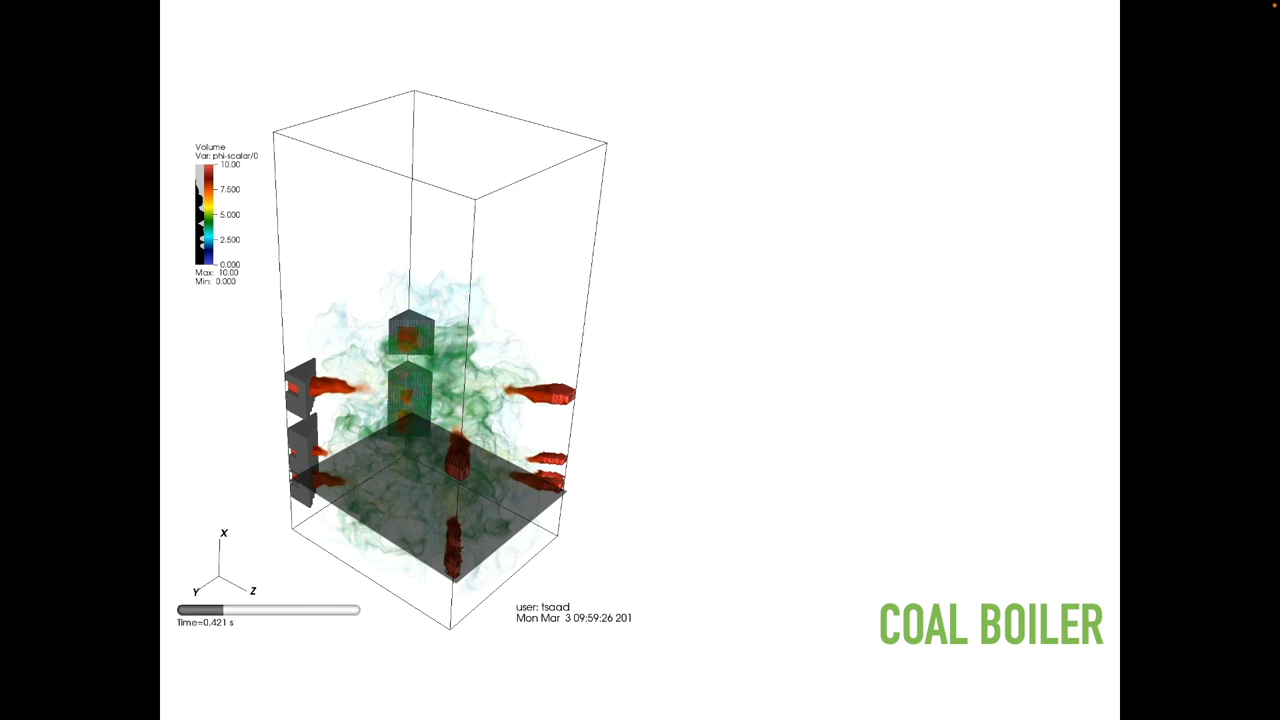 Volume
Var: phi-scalar/0
10.00
7.500
5.000
2.500
0.000
Max: 10.00
Min: 0.000
X
Y
Z
Time=0.421 s
user: tsaad
Mon Mar 3 09:59:26 201
COAL BOILER